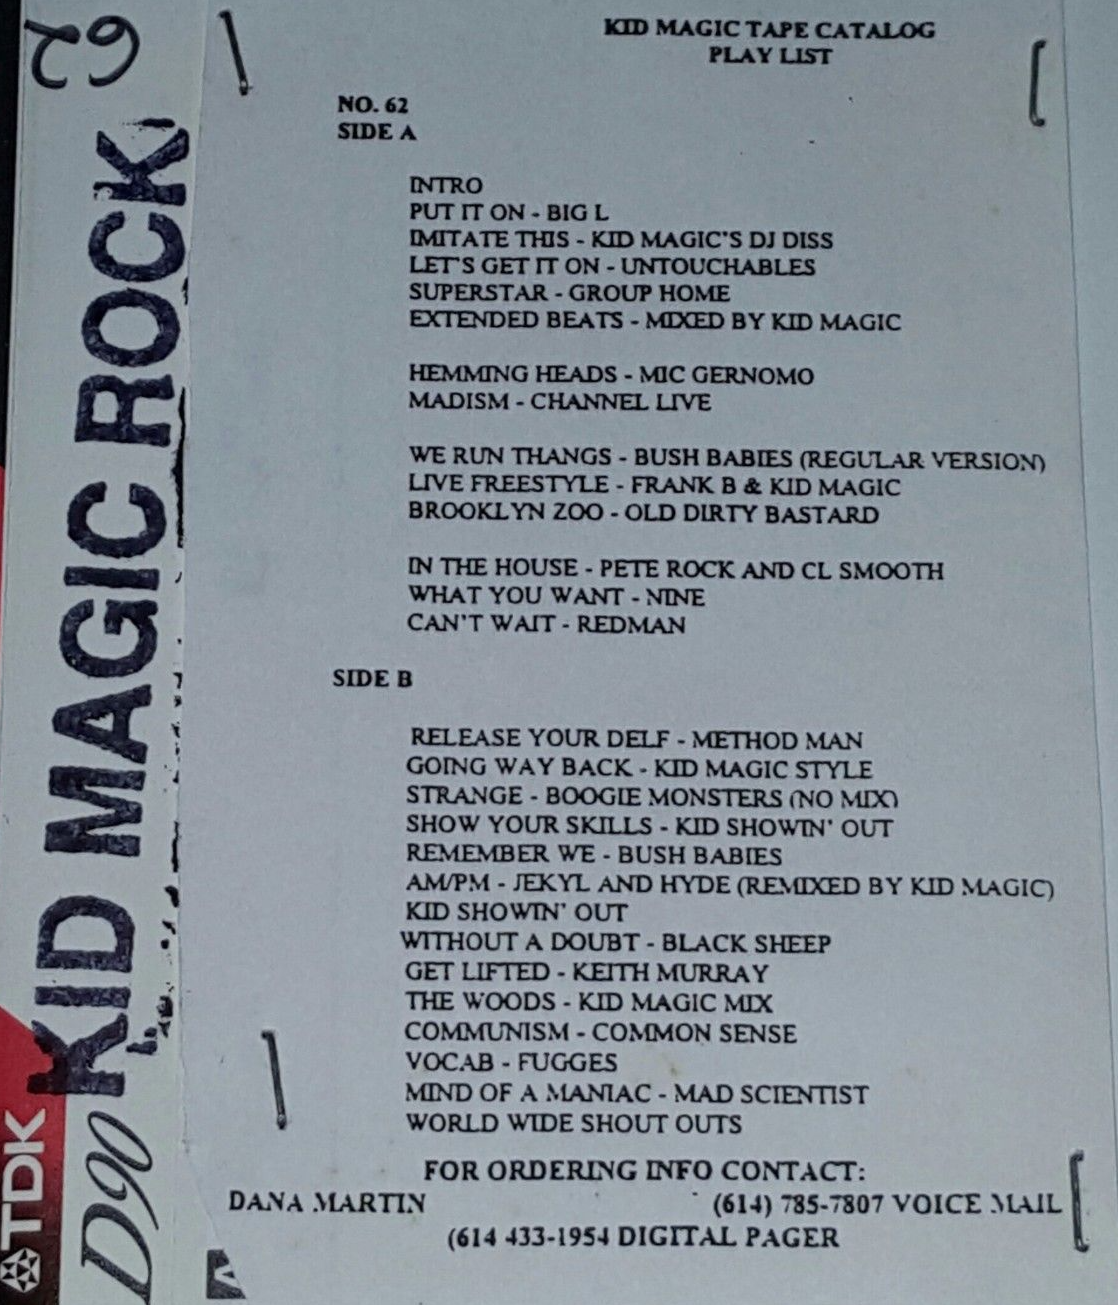 62
KID MAGIC ROCK
TDK
D90
KID MAGIC TAPE CATALOG
PLAY LIST
NO. 62
SIDE A
INTRO
PUT IT ON - BIG L
IMITATE THIS - KID MAGIC'S DJ DISS
LET'S GET IT ON - UNTOUCHABLES
SUPERSTAR - GROUP HOME
EXTENDED BEATS - MIXED BY KID MAGIC
HEMMING HEADS - MIC GERNOMO
MADISM - CHANNEL LIVE
WE RUN THANGS - BUSH BABIES (REGULAR VERSION)
LIVE FREESTYLE - FRANK B & KID MAGIC
BROOKLYN ZOO - OLD DIRTY BASTARD
IN THE HOUSE - PETE ROCK AND CL SMOOTH
WHAT YOU WANT - NINE
CAN'T WAIT - REDMAN
SIDE B
RELEASE YOUR DELF - METHOD MAN
GOING WAY BACK - KID MAGIC STYLE
STRANGE - BOOGIE MONSTERS (NO MIX)
SHOW YOUR SKILLS - KID SHOWIN' OUT
REMEMBER WE - BUSH BABIES
AM/PM - JEKYL AND HYDE (REMIXED BY KID MAGIC)
KID SHOWIN' OUT
WITHOUT A DOUBT - BLACK SHEEP
GET LIFTED - KEITH MURRAY
THE WOODS - KID MAGIC MIX
COMMUNISM - COMMON SENSE
VOCAB - FUGGES
MIND OF A MANIAC - MAD SCIENTIST
WORLD WIDE SHOUT OUTS
FOR ORDERING INFO CONTACT:
DANA MARTIN (614) 785-7807 VOICE MAIL
(614 433-1954 DIGITAL PAGER